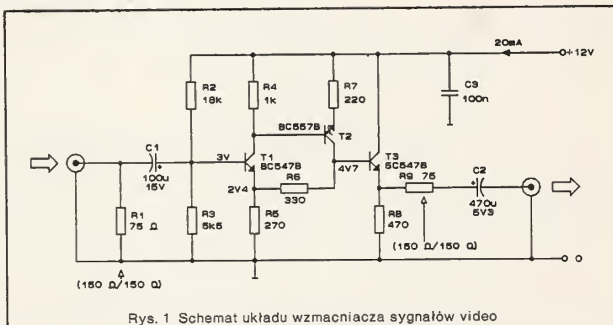 20mA
+12V
R2
18k
R4
1k
R7
220
C3
100n
BC557B
T2
C1
100u
15V
3V
T1
BC547B
4V7
T3
BC547B
R9 75
C2
470u
6V3
2V4
R6
330
R1
75 Ω
R3
5k6
R5
270
R8
470
(150 Ω/150 Ω)
(150 Ω/150 Ω)
0
Rys. 1 Schemat układu wzmacniacza sygnałów video